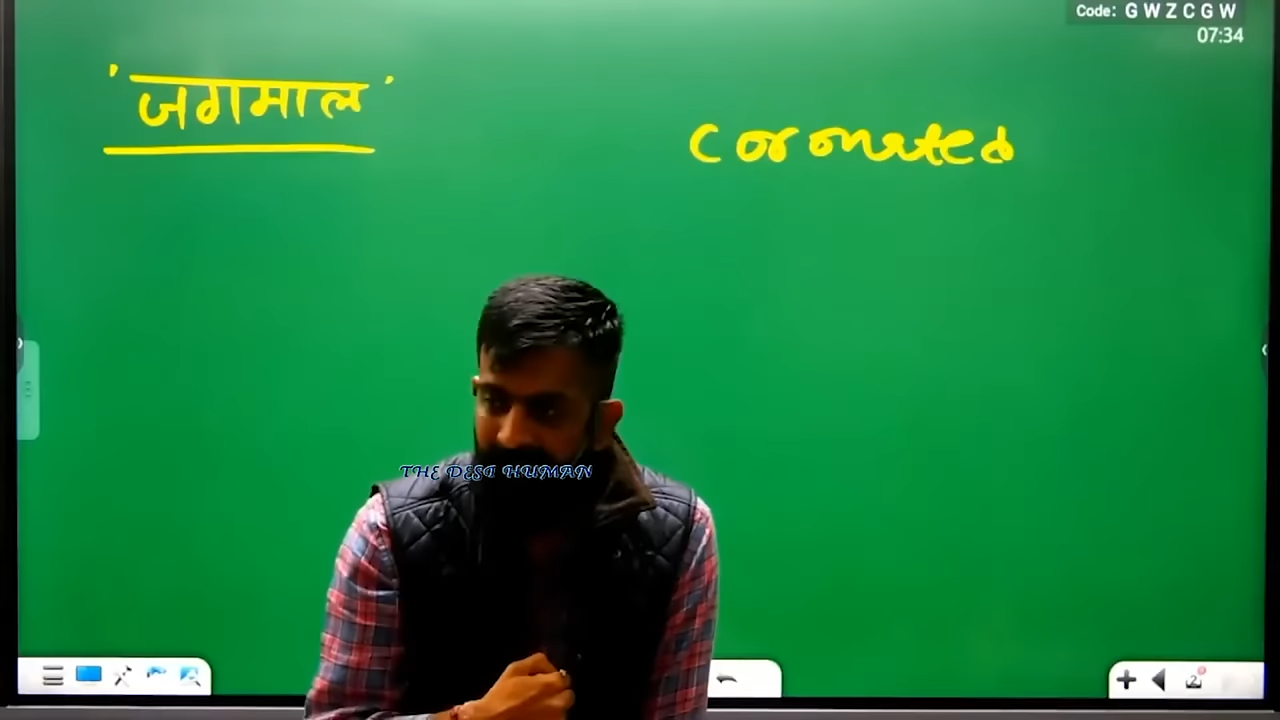 Code: G W Z C G W
07:34
'जगमाल'
Coronated
THE DESI HUMAN